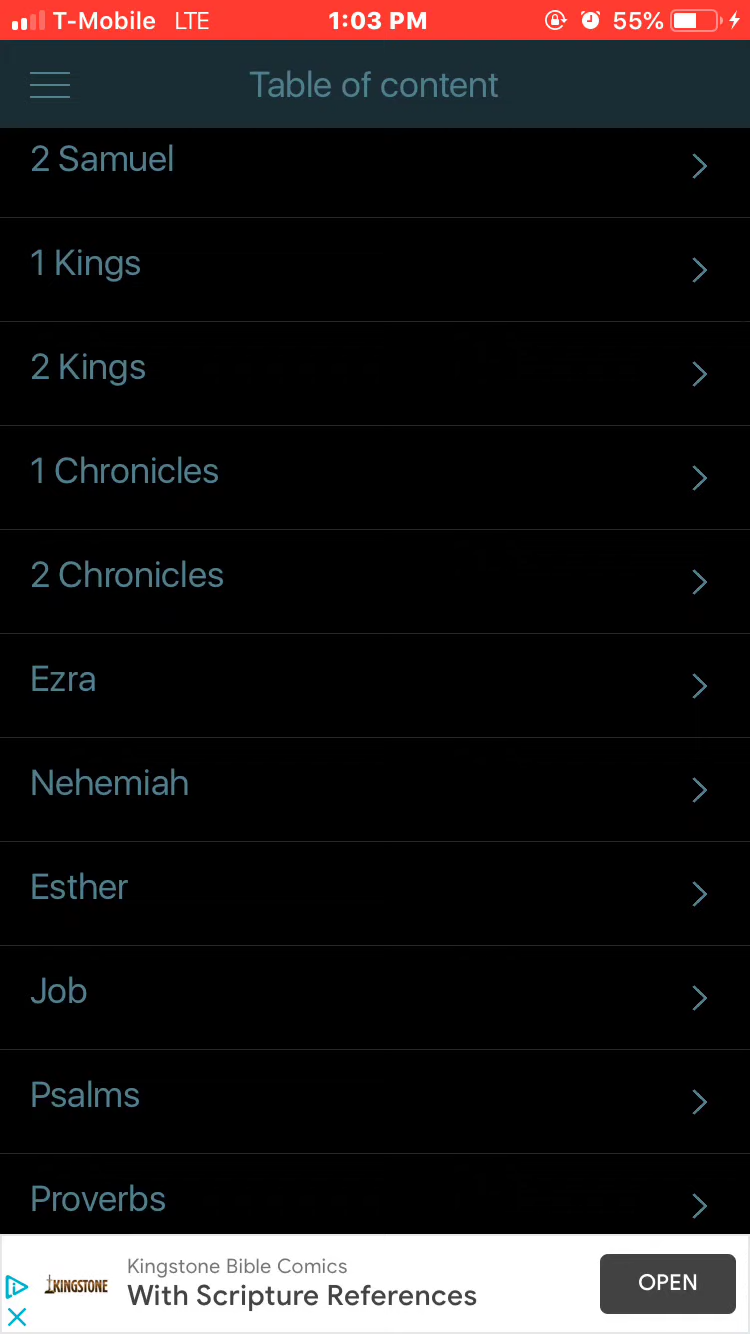 T-Mobile LTE 1:03 PM 55%
Table of content
2 Samuel
1 Kings
2 Kings
1 Chronicles
2 Chronicles
Ezra
Nehemiah
Esther
Job
Psalms
Proverbs
Kingstone Bible Comics
KINGSTONE
With Scripture References
OPEN